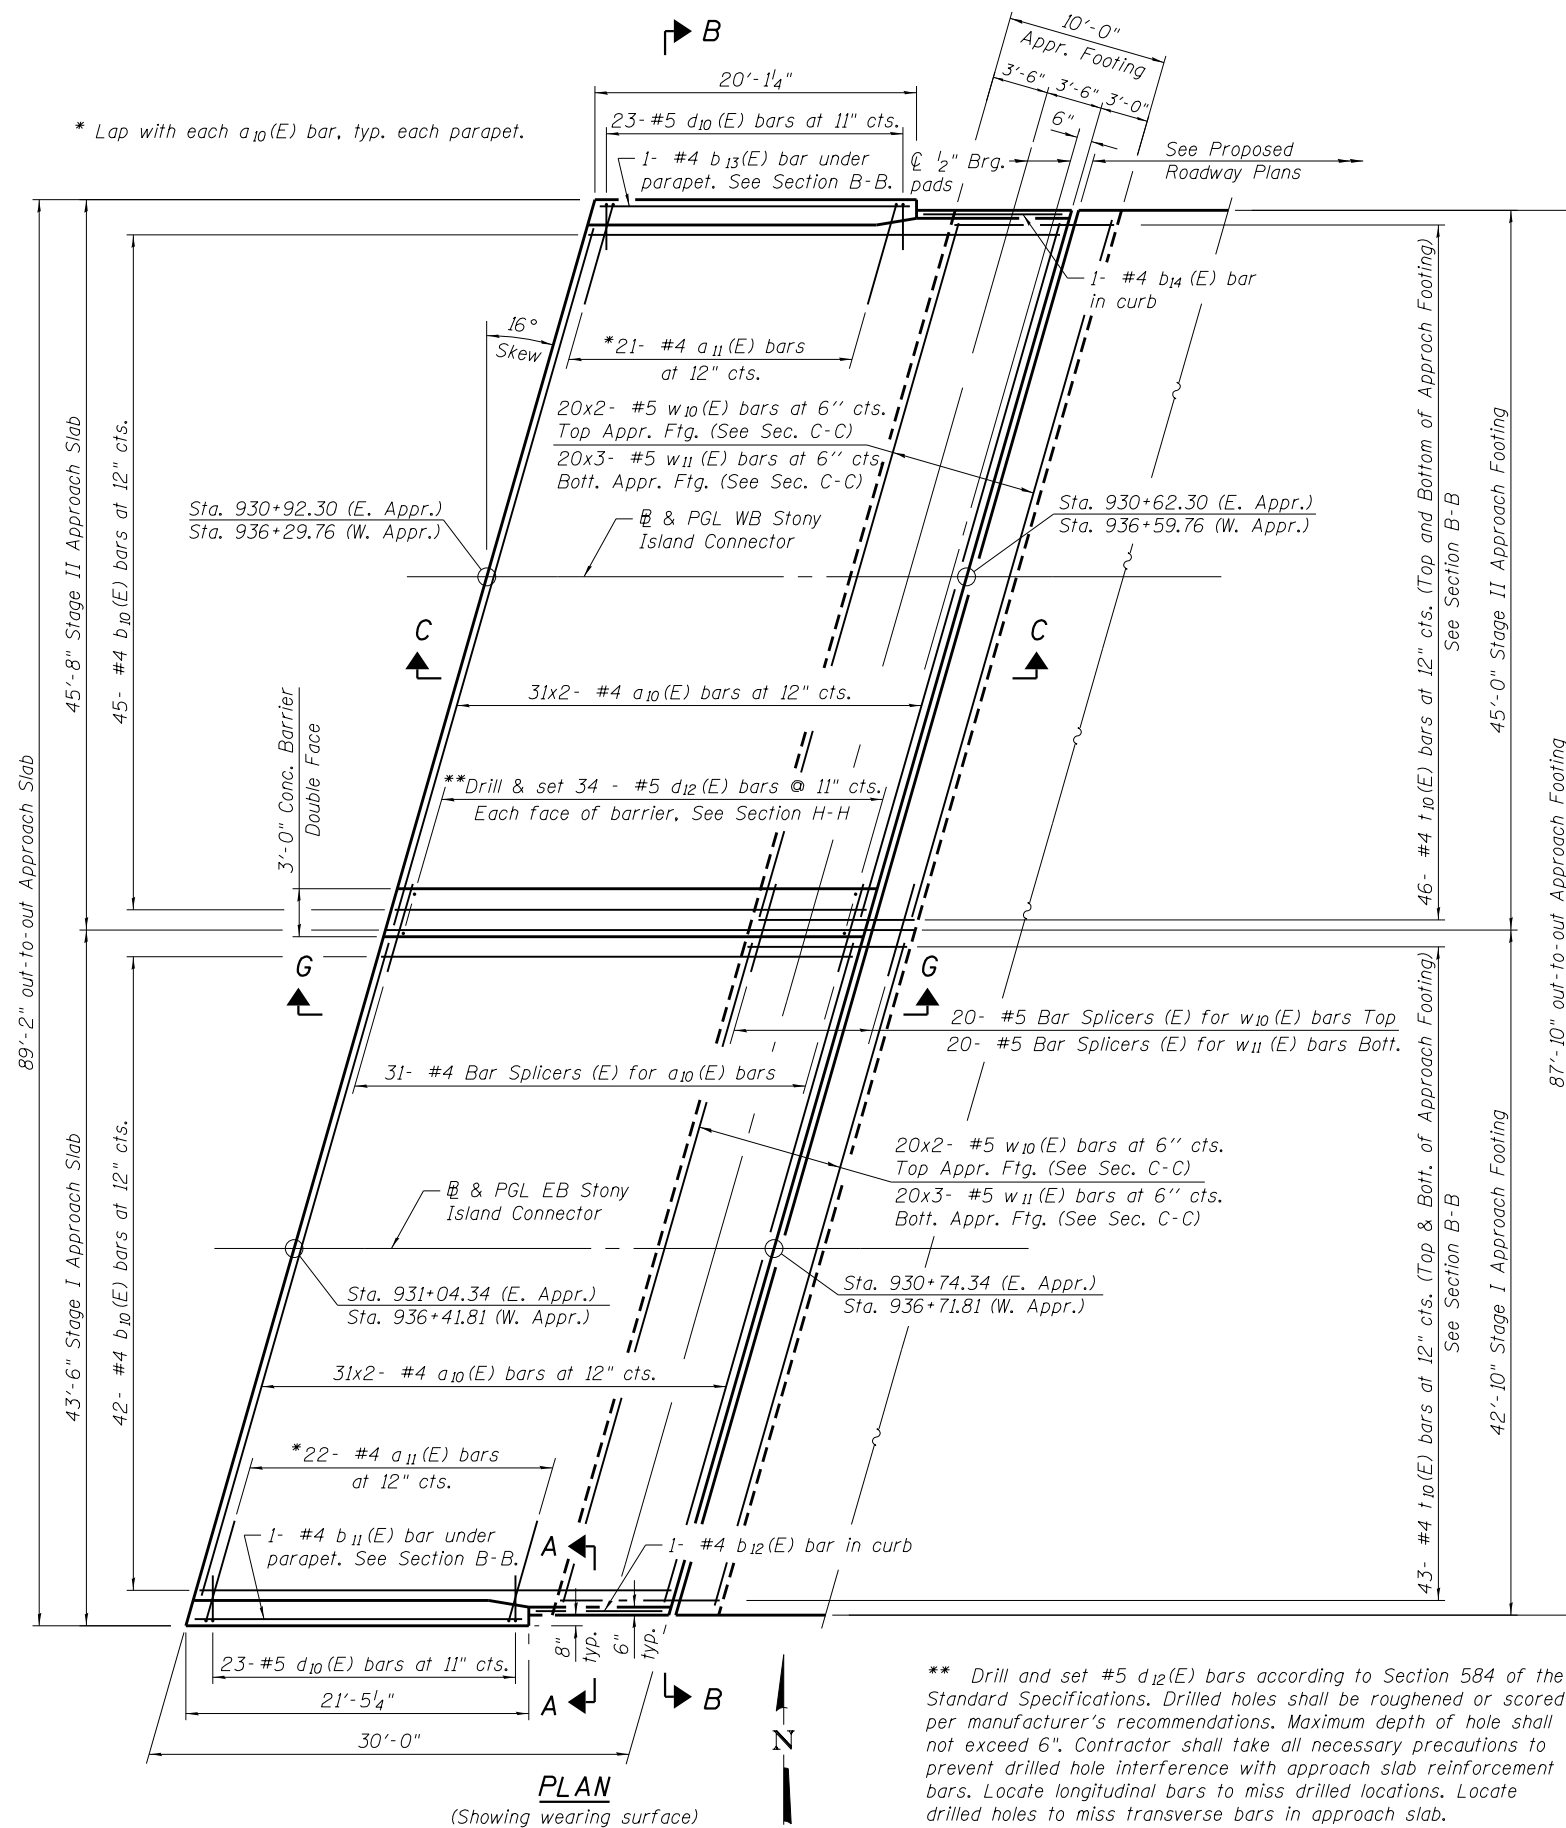 B
10'-0"
Appr. Footing
3'-6" 3'-6" 3'-0"
6"
20'-1¼"
* Lap with each a10(E) bar, typ. each parapet.
23-#5 d10(E) bars at 11" cts.
1- #4 b13(E) bar under
parapet. See Section B-B.
℄ ½" Brg.
pads
See Proposed
Roadway Plans
1- #4 b14(E) bar
in curb
16°
Skew
*21- #4 a11(E) bars
at 12" cts.
20x2- #5 w10(E) bars at 6'' cts.
Top Appr. Ftg. (See Sec. C-C)
20x3- #5 w11(E) bars at 6'' cts.
Bott. Appr. Ftg. (See Sec. C-C)
Sta. 930+92.30 (E. Appr.)
Sta. 936+29.76 (W. Appr.)
Sta. 930+62.30 (E. Appr.)
Sta. 936+59.76 (W. Appr.)
BL & PGL WB Stony
Island Connector
C
C
31x2- #4 a10(E) bars at 12" cts.
**Drill & set 34 - #5 d12(E) bars @ 11" cts.
Each face of barrier, See Section H-H
3'-0" Conc. Barrier
Double Face
89'-2" out-to-out Approach Slab
45'-8" Stage II Approach Slab
45- #4 b10(E) bars at 12" cts.
46- #4 t10(E) bars at 12" cts. (Top and Bottom of Approch Footing)
See Section B-B
45'-0" Stage II Approach Footing
87'-10" out-to-out Approach Footing
G
G
20- #5 Bar Splicers (E) for w10(E) bars Top
20- #5 Bar Splicers (E) for w11(E) bars Bott.
31- #4 Bar Splicers (E) for a10(E) bars
20x2- #5 w10(E) bars at 6'' cts.
Top Appr. Ftg. (See Sec. C-C)
20x3- #5 w11(E) bars at 6'' cts.
Bott. Appr. Ftg. (See Sec. C-C)
BL & PGL EB Stony
Island Connector
Sta. 931+04.34 (E. Appr.)
Sta. 936+41.81 (W. Appr.)
Sta. 930+74.34 (E. Appr.)
Sta. 936+71.81 (W. Appr.)
43'-6" Stage I Approach Slab
42- #4 b10(E) bars at 12" cts.
43- #4 t10(E) bars at 12" cts. (Top & Bott. of Approach Footing)
See Section B-B
42'-10" Stage I Approach Footing
31x2- #4 a10(E) bars at 12" cts.
*22- #4 a11(E) bars
at 12" cts.
1- #4 b11(E) bar under
parapet. See Section B-B.
A
1- #4 b12(E) bar in curb
8"
typ.
6"
typ.
23-#5 d10(E) bars at 11" cts.
21'-5¼"
A
B
30'-0"
N
PLAN
(Showing wearing surface)
** Drill and set #5 d12(E) bars according to Section 584 of the
Standard Specifications. Drilled holes shall be roughened or scored
per manufacturer's recommendations. Maximum depth of hole shall
not exceed 6". Contractor shall take all necessary precautions to
prevent drilled hole interference with approach slab reinforcement
bars. Locate longitudinal bars to miss drilled locations. Locate
drilled holes to miss transverse bars in approach slab.